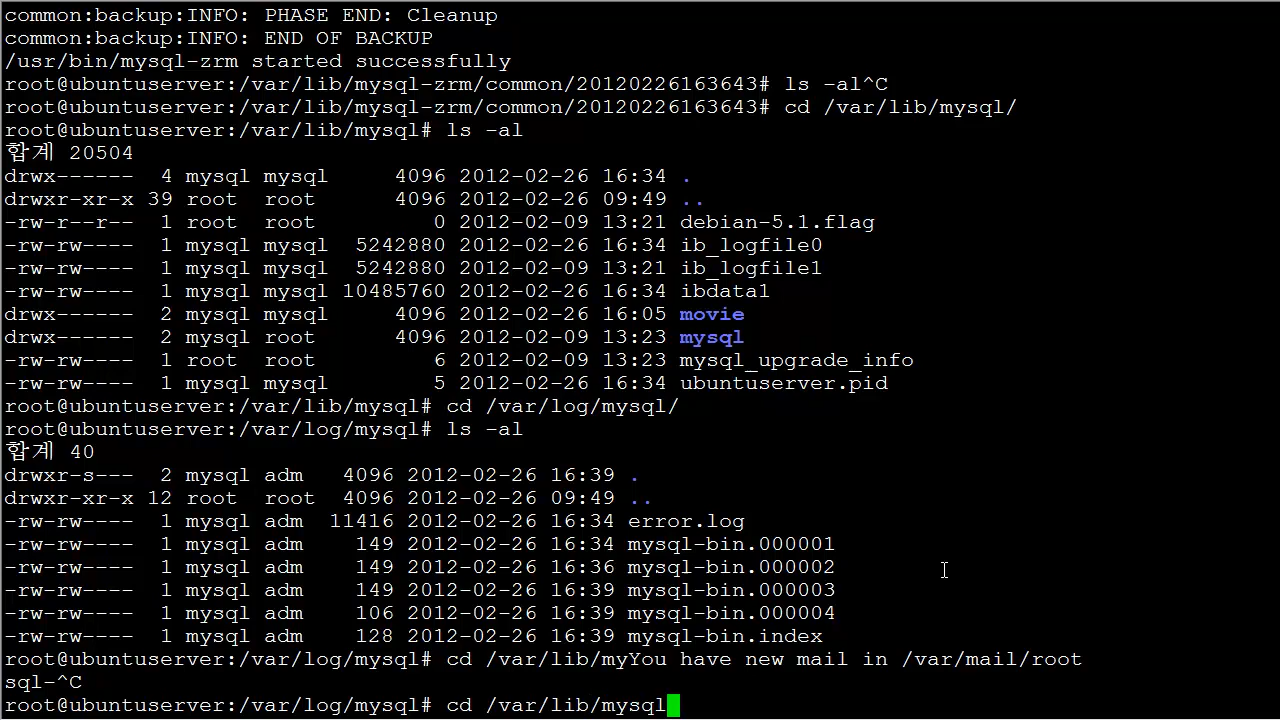 common:backup:INFO: PHASE END: Cleanup
common:backup:INFO: END OF BACKUP
/usr/bin/mysql-zrm started successfully
root@ubuntuserver:/var/lib/mysql-zrm/common/20120226163643# ls -al^C
root@ubuntuserver:/var/lib/mysql-zrm/common/20120226163643# cd /var/lib/mysql/
root@ubuntuserver:/var/lib/mysql# ls -al
합계 20504
drwx------  4 mysql mysql     4096 2012-02-26 16:34 .
drwxr-xr-x 39 root  root      4096 2012-02-26 09:49 ..
-rw-r--r--  1 root  root         0 2012-02-09 13:21 debian-5.1.flag
-rw-rw----  1 mysql mysql  5242880 2012-02-26 16:34 ib_logfile0
-rw-rw----  1 mysql mysql  5242880 2012-02-09 13:21 ib_logfile1
-rw-rw----  1 mysql mysql 10485760 2012-02-26 16:34 ibdata1
drwx------  2 mysql mysql     4096 2012-02-26 16:05 movie
drwx------  2 mysql root      4096 2012-02-09 13:23 mysql
-rw-rw----  1 root  root         6 2012-02-09 13:23 mysql_upgrade_info
-rw-rw----  1 mysql mysql        5 2012-02-26 16:34 ubuntuserver.pid
root@ubuntuserver:/var/lib/mysql# cd /var/log/mysql/
root@ubuntuserver:/var/log/mysql# ls -al
합계 40
drwxr-s---  2 mysql adm   4096 2012-02-26 16:39 .
drwxr-xr-x 12 root  root  4096 2012-02-26 09:49 ..
-rw-rw----  1 mysql adm  11416 2012-02-26 16:34 error.log
-rw-rw----  1 mysql adm    149 2012-02-26 16:34 mysql-bin.000001
-rw-rw----  1 mysql adm    149 2012-02-26 16:36 mysql-bin.000002
-rw-rw----  1 mysql adm    149 2012-02-26 16:39 mysql-bin.000003
-rw-rw----  1 mysql adm    106 2012-02-26 16:39 mysql-bin.000004
-rw-rw----  1 mysql adm    128 2012-02-26 16:39 mysql-bin.index
root@ubuntuserver:/var/log/mysql# cd /var/lib/myYou have new mail in /var/mail/root
sql-^C
root@ubuntuserver:/var/log/mysql# cd /var/lib/mysql